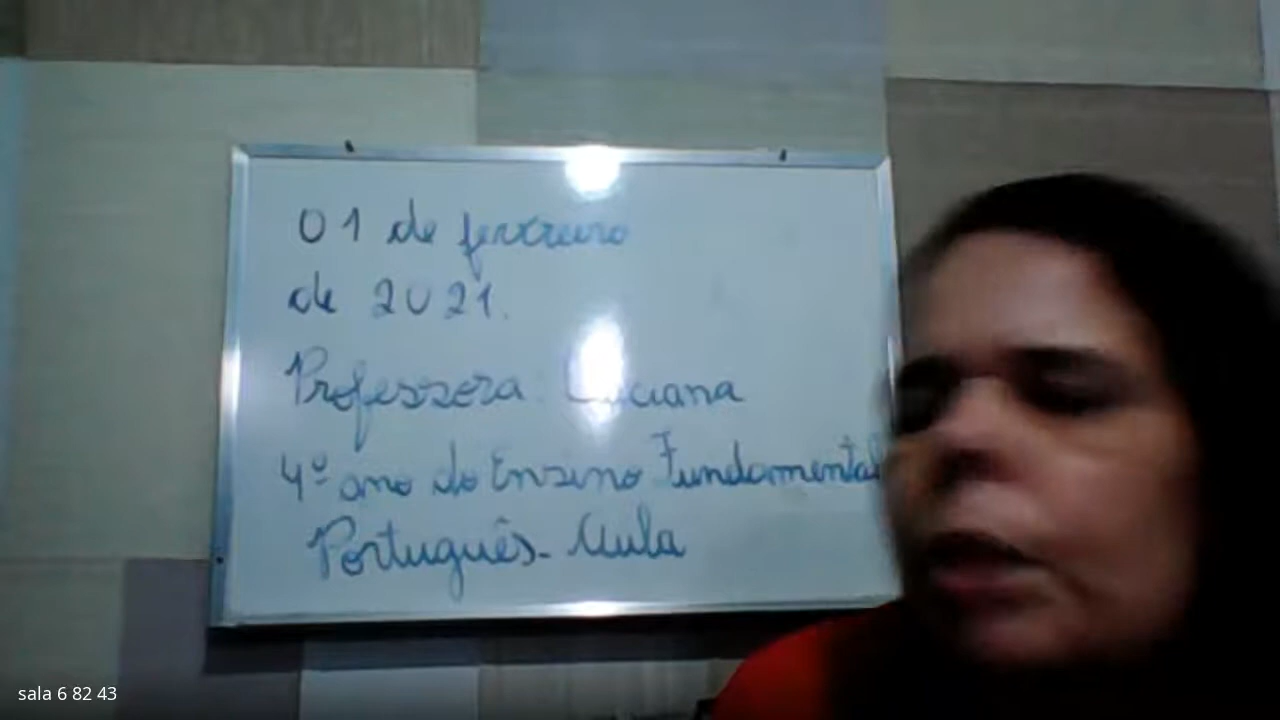 01 de fevereiro
de 2021.
Professora: Luciana
4º ano do Ensino Fundamental
Português - Aula
sala 6 82 43